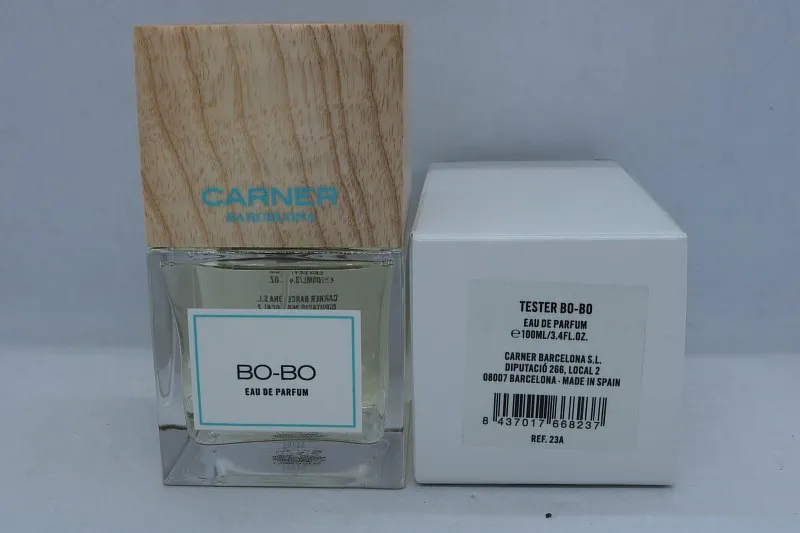 CARNER
BARCELONA
BO-BO
EAU DE PARFUM
TESTER BO-BO
EAU DE PARFUM
℮100ML/3.4FL.OZ.
CARNER BARCELONA S.L.
DIPUTACIÓ 266, LOCAL 2
08007 BARCELONA - MADE IN SPAIN
8 437017 668237
REF. 23A